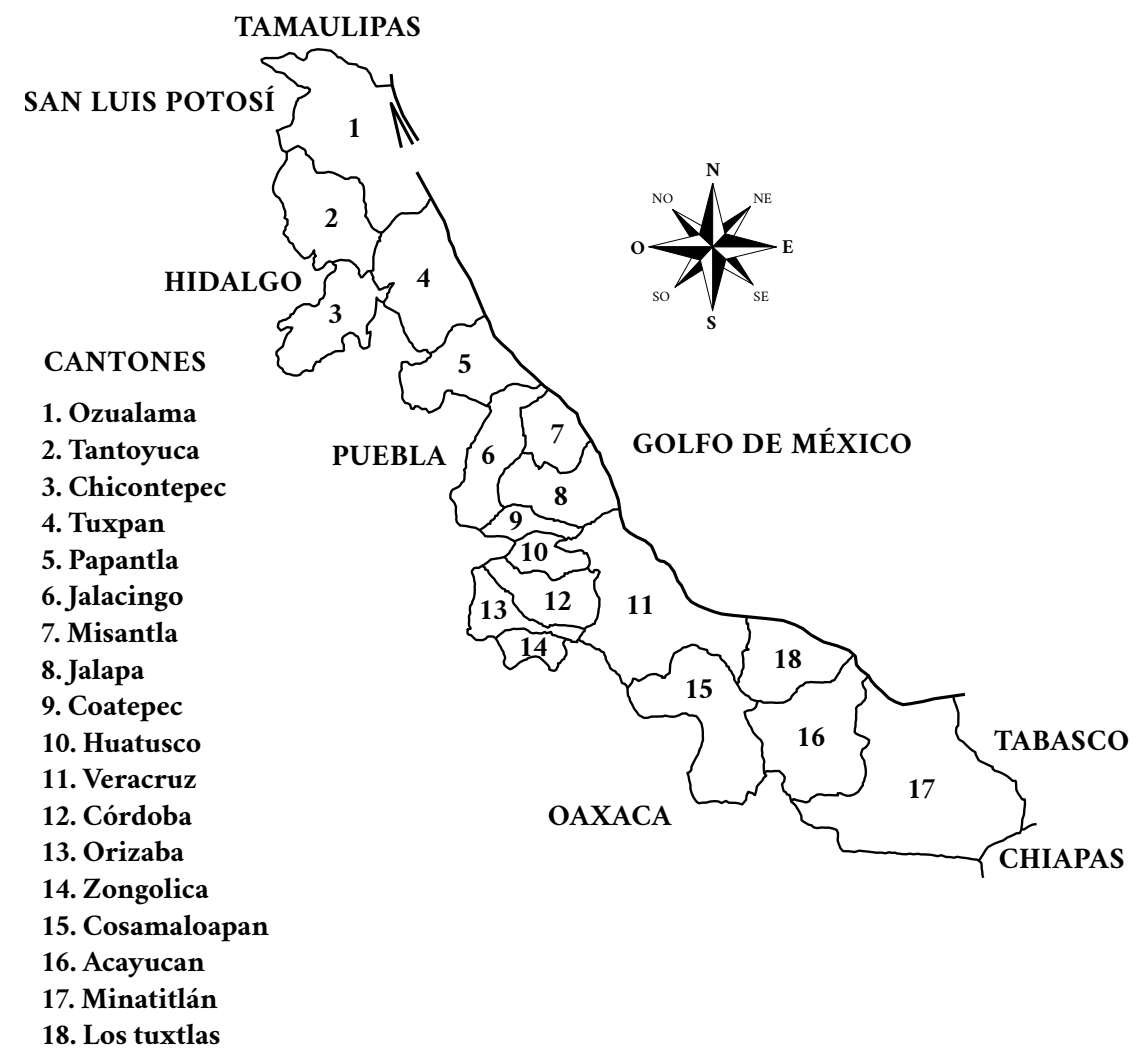 TAMAULIPAS
SAN LUIS POTOSÍ
1
N
NO
NE
2
O
E
HIDALGO
4
SO
SE
3
S
CANTONES
5
1. Ozualama
2. Tantoyuca
3. Chicontepec
4. Tuxpan
5. Papantla
6. Jalacingo
7. Misantla
8. Jalapa
9. Coatepec
10. Huatusco
11. Veracruz
12. Córdoba
13. Orizaba
14. Zongolica
15. Cosamaloapan
16. Acayucan
17. Minatitlán
18. Los tuxtlas
7
GOLFO DE MÉXICO
PUEBLA
6
8
9
10
12
11
13
14
18
15
16
TABASCO
17
OAXACA
CHIAPAS